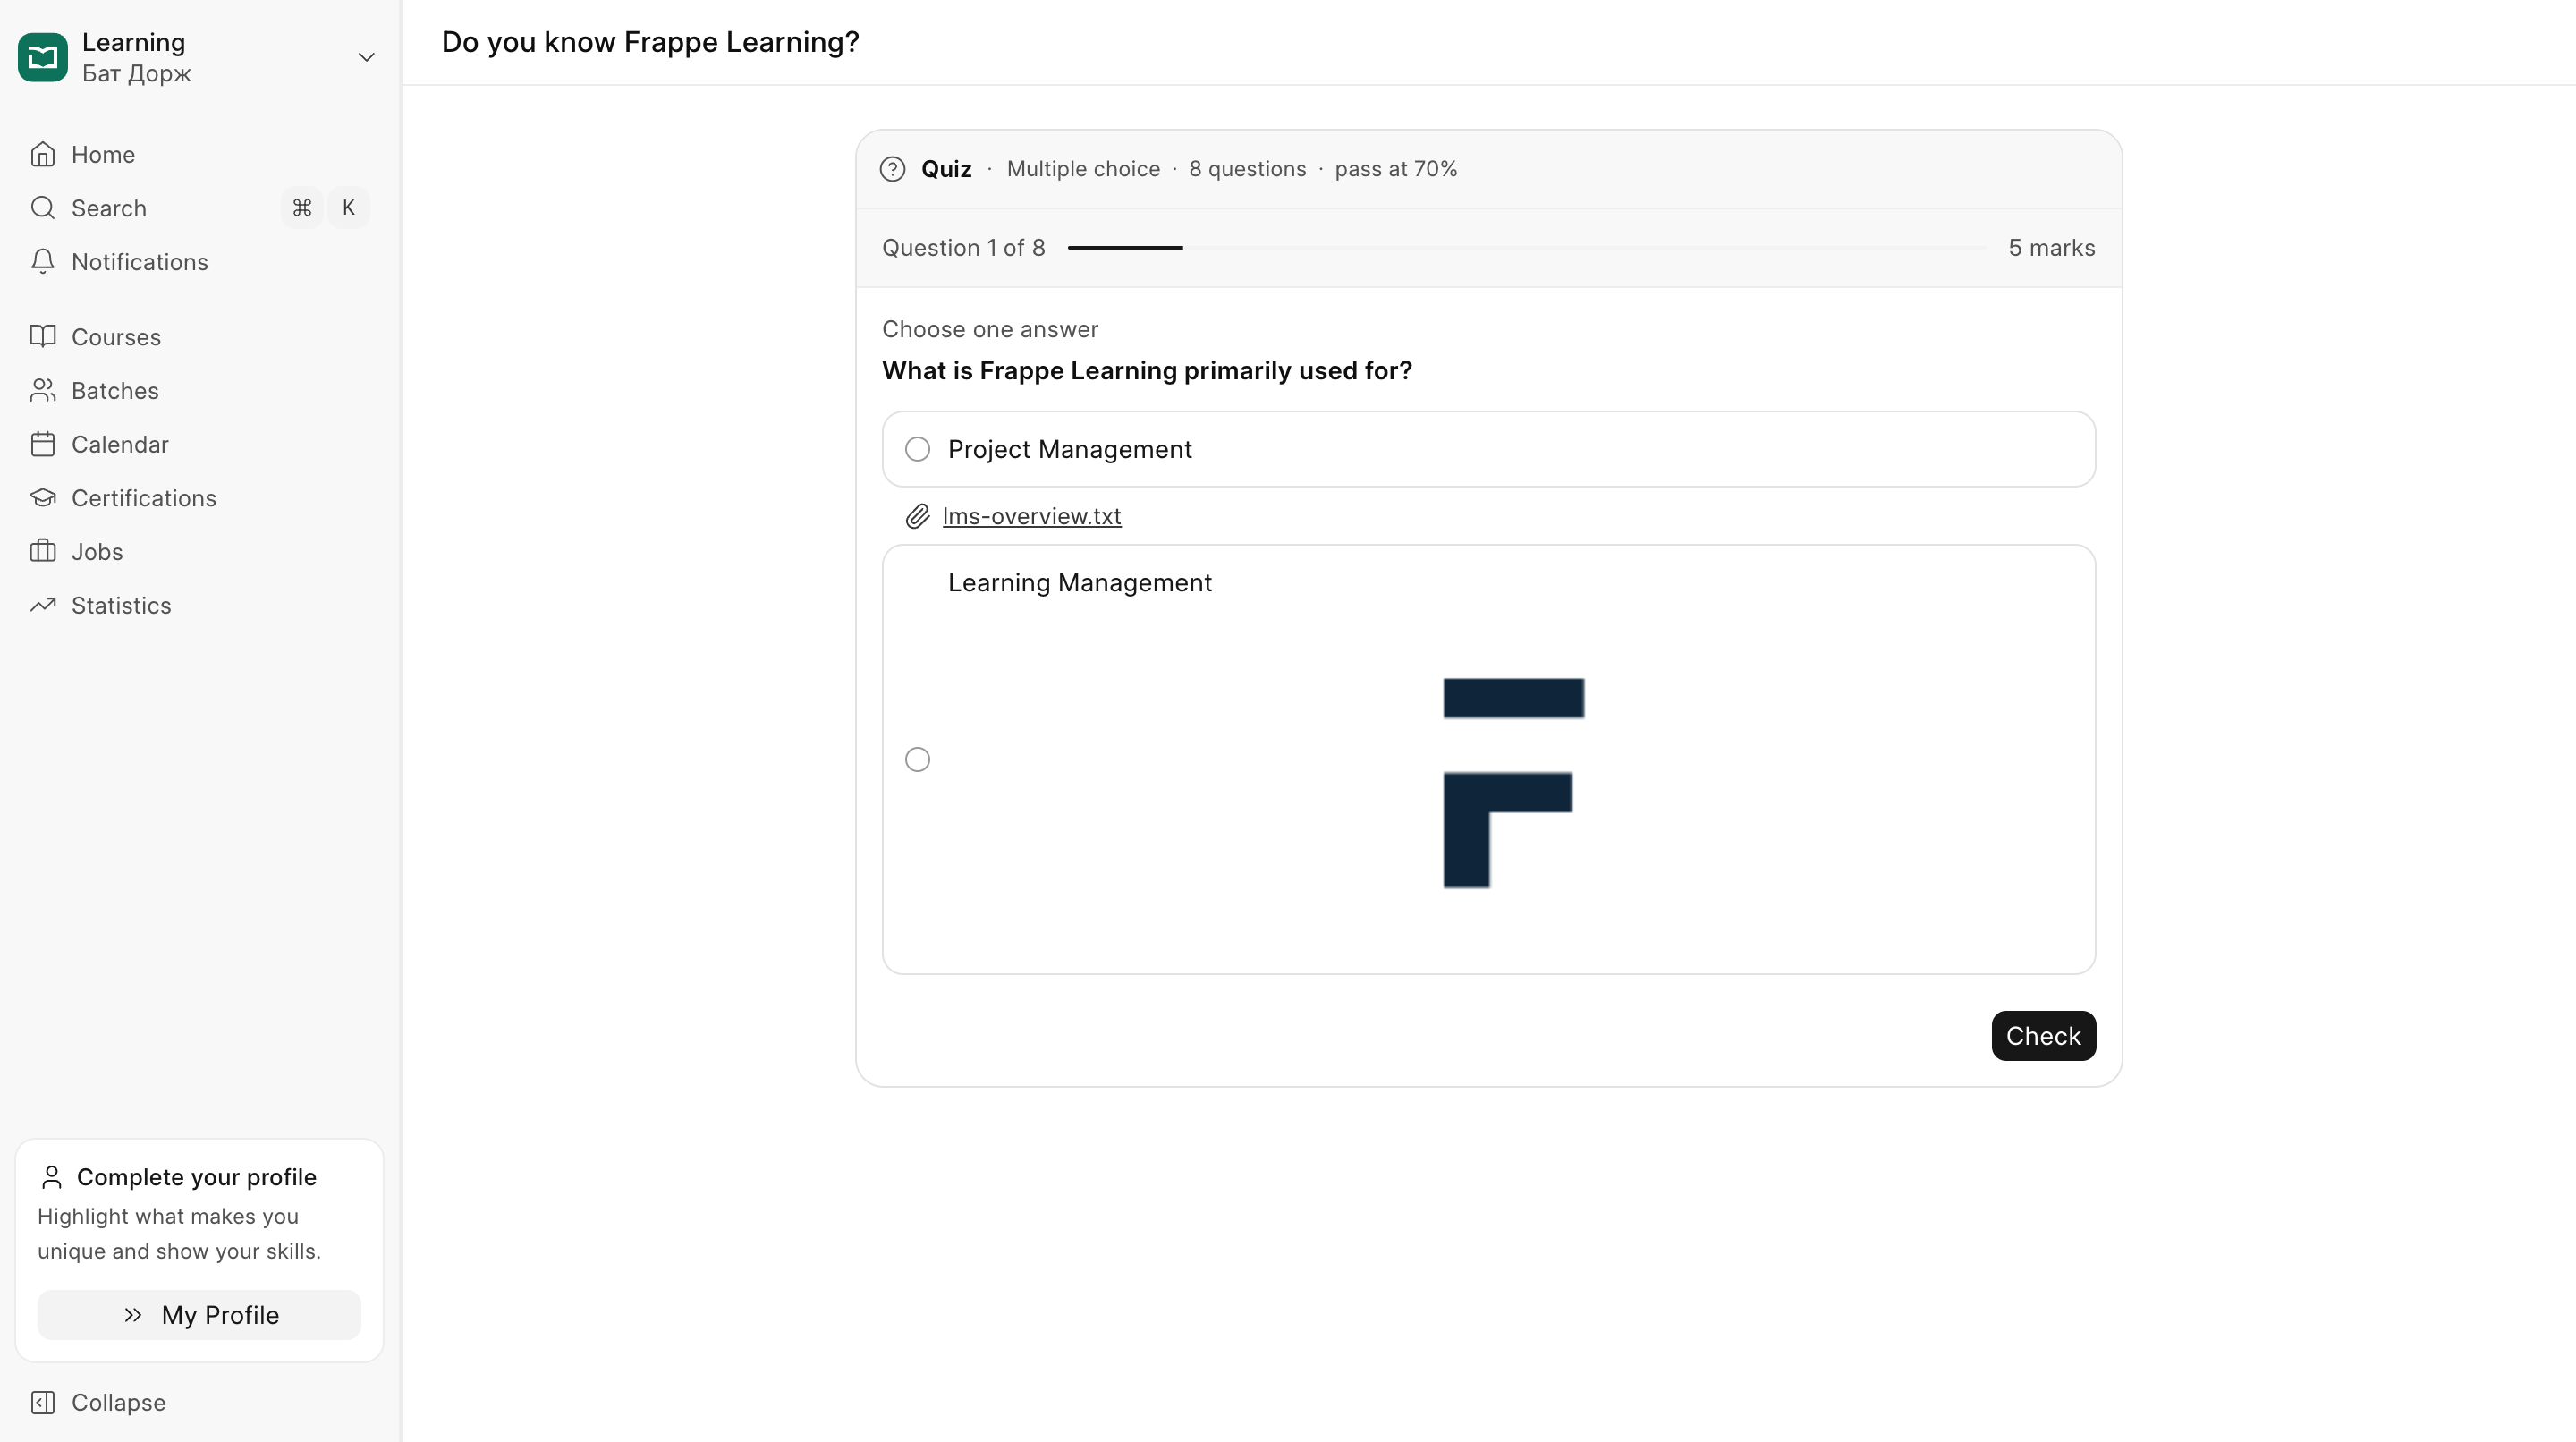 Learning
Бат Дорж
Home
Search ⌘ K
Notifications
Courses
Batches
Calendar
Certifications
Jobs
Statistics
Complete your profile
Highlight what makes you
unique and show your skills.
My Profile
Collapse
Do you know Frappe Learning?
Quiz · Multiple choice · 8 questions · pass at 70%
Question 1 of 8 5 marks
Choose one answer
What is Frappe Learning primarily used for?
Project Management
lms-overview.txt
Learning Management
F
Check